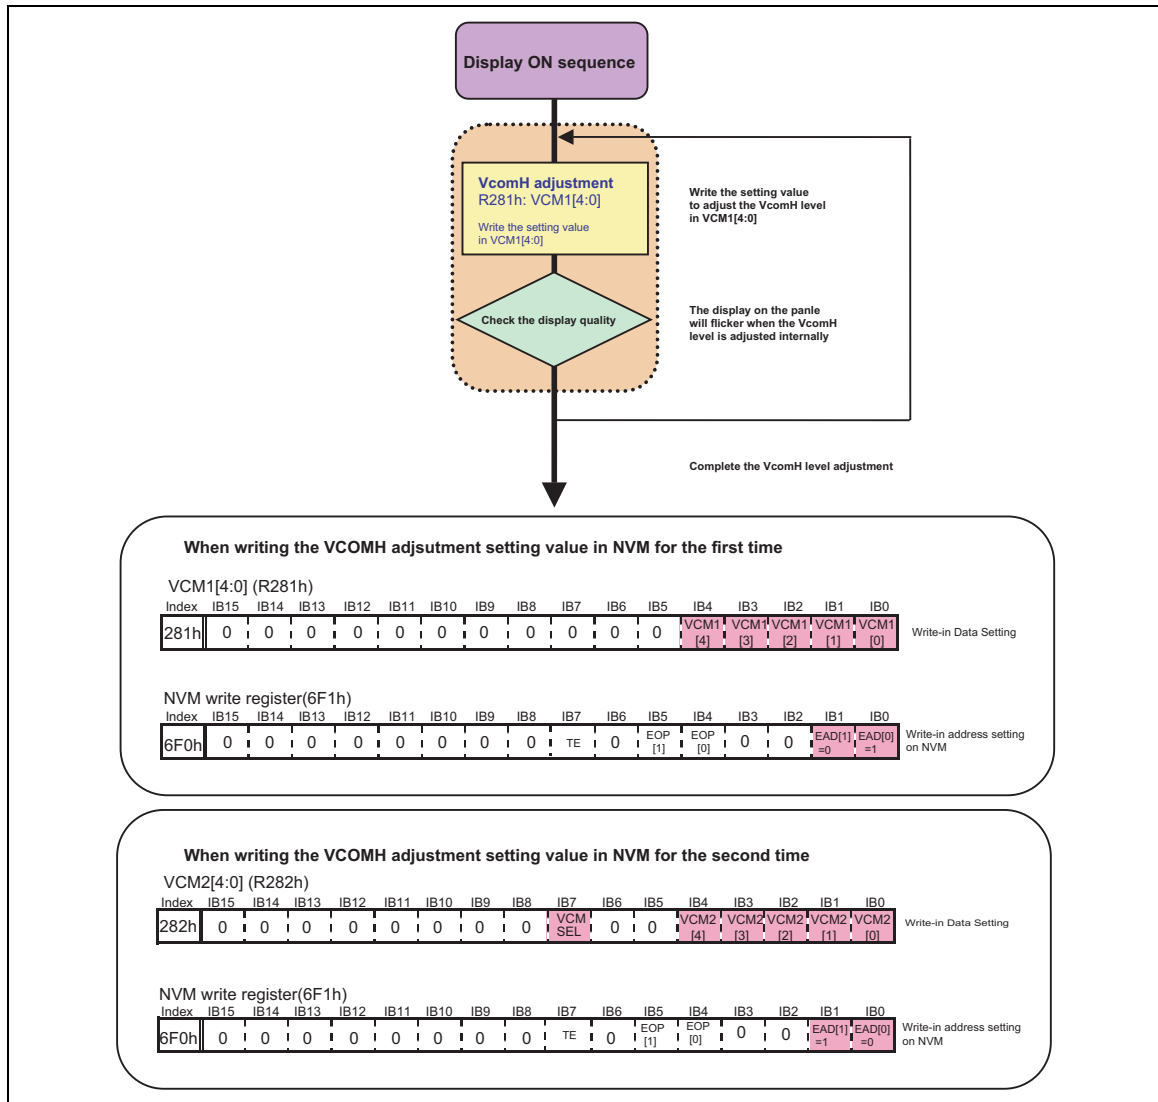 Display ON sequence
VcomH adjustment
R281h: VCM1[4:0]
Write the setting value
in VCM1[4:0]
Write the setting value
to adjust the VcomH level
in VCM1[4:0]
Check the display quality
The display on the panle
will flicker when the VcomH
level is adjusted internally
Complete the VcomH level adjustment
When writing the VCOMH adjsutment setting value in NVM for the first time
VCM1[4:0] (R281h)
Index IB15 IB14 IB13 IB12 IB11 IB10 IB9 IB8 IB7 IB6 IB5 IB4 IB3 IB2 IB1 IB0
281h 0 0 0 0 0 0 0 0 0 0 0 VCM1 [4] VCM1 [3] VCM1 [2] VCM1 [1] VCM1 [0] Write-in Data Setting
NVM write register(6F1h)
Index IB15 IB14 IB13 IB12 IB11 IB10 IB9 IB8 IB7 IB6 IB5 IB4 IB3 IB2 IB1 IB0
6F0h 0 0 0 0 0 0 0 0 TE 0 EOP [1] EOP [0] 0 0 EAD[1] =0 EAD[0] =1 Write-in address setting on NVM
When writing the VCOMH adjustment setting value in NVM for the second time
VCM2[4:0] (R282h)
Index IB15 IB14 IB13 IB12 IB11 IB10 IB9 IB8 IB7 IB6 IB5 IB4 IB3 IB2 IB1 IB0
282h 0 0 0 0 0 0 0 0 VCM SEL 0 0 VCM2 [4] VCM2 [3] VCM2 [2] VCM2 [1] VCM2 [0] Write-in Data Setting
NVM write register(6F1h)
Index IB15 IB14 IB13 IB12 IB11 IB10 IB9 IB8 IB7 IB6 IB5 IB4 IB3 IB2 IB1 IB0
6F0h 0 0 0 0 0 0 0 0 TE 0 EOP [1] EOP [0] 0 0 EAD[1] =1 EAD[0] =0 Write-in address setting on NVM